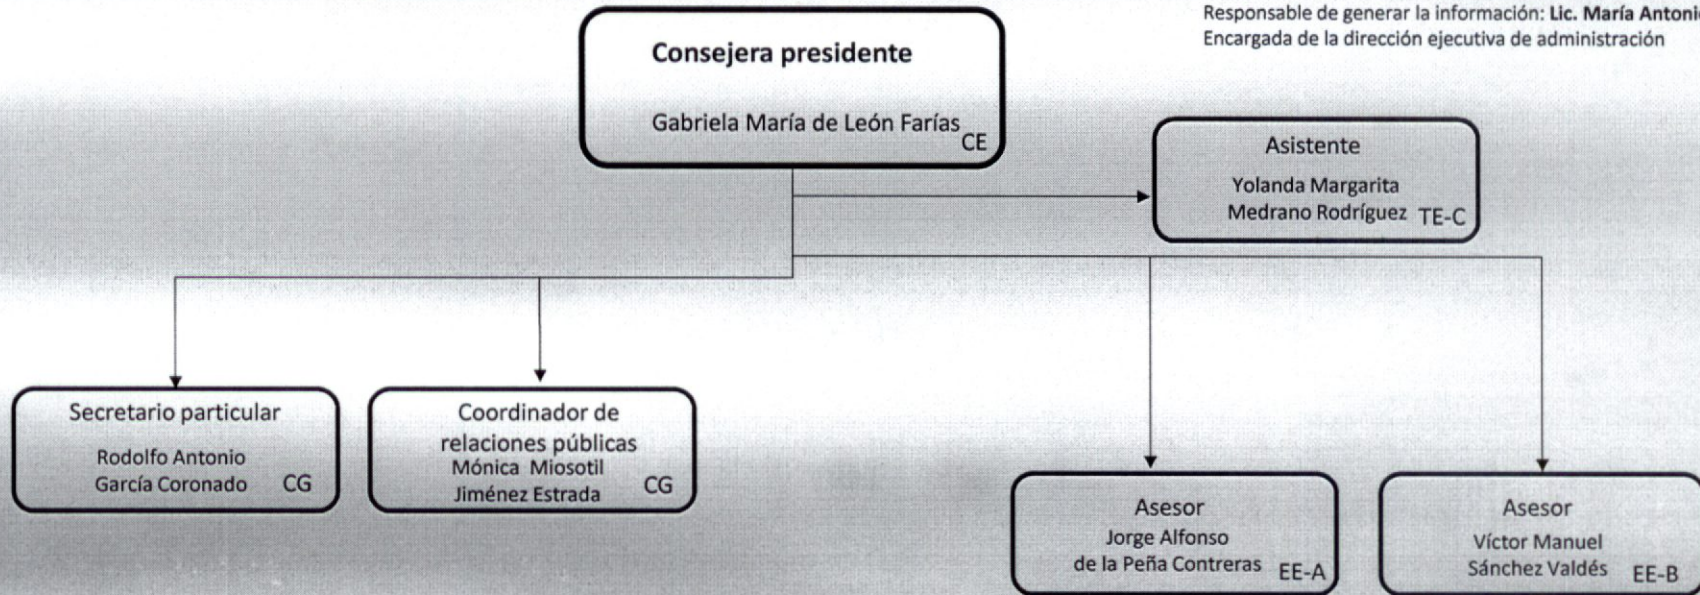 Responsable de generar la información: Lic. María
Encargada de la dirección ejecutiva de administración
Consejera presidente
Gabriela María de León Farías
CE
Asistente
Yolanda Margarita
Medrano Rodríguez TE-C
Secretario particular
Rodolfo Antonio
García Coronado CG
Coordinador de
relaciones públicas
Mónica Miosotil
Jiménez Estrada CG
Asesor
Jorge Alfonso
de la Peña Contreras EE-A
Asesor
Víctor Manuel
Sánchez Valdés EE-B